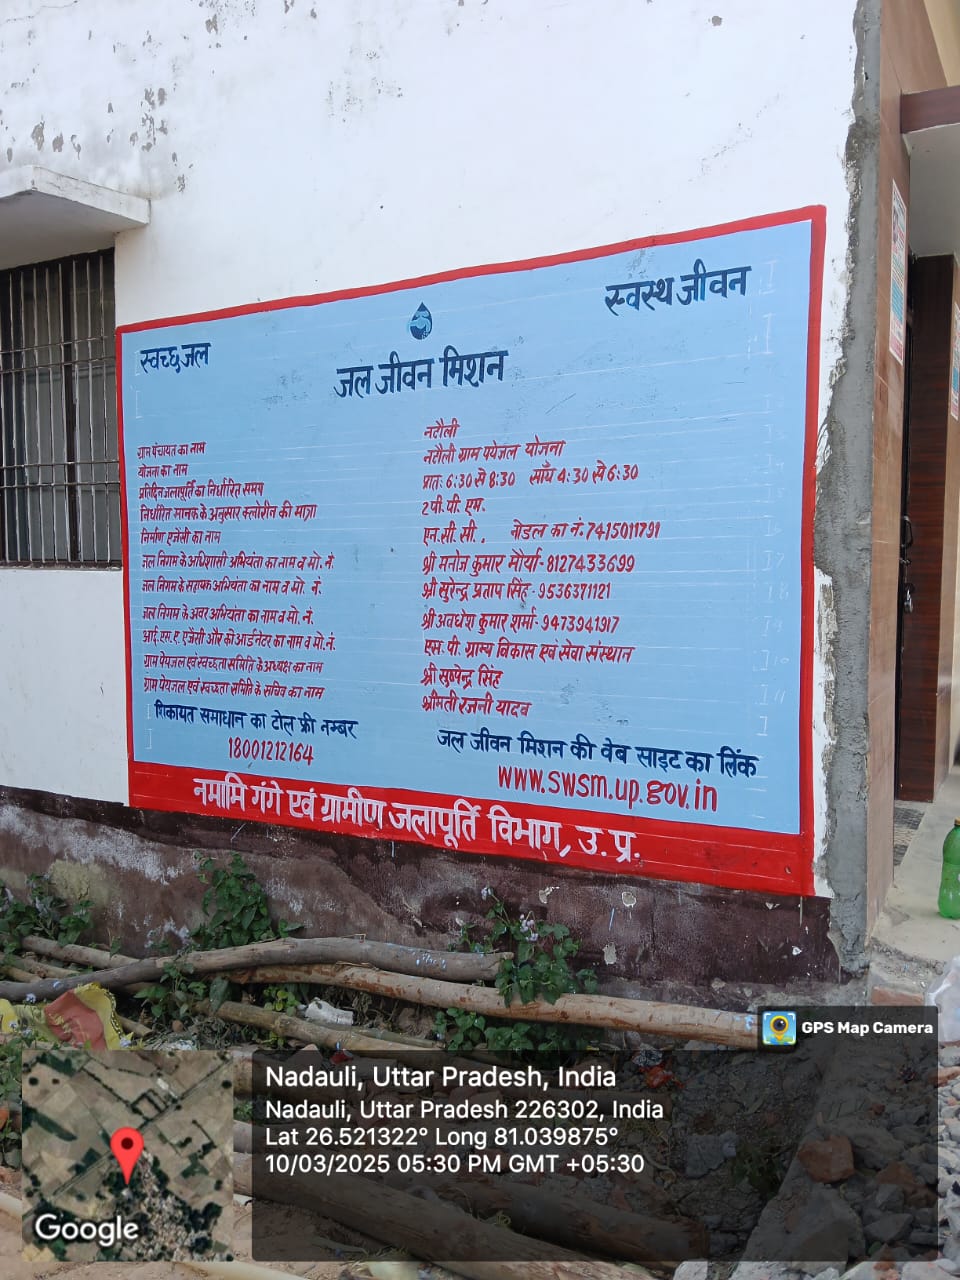 स्वच्छ जल
स्वस्थ जीवन
जल जीवन मिशन
ग्राम पंचायत का नाम नटौली
योजना का नाम नटौली ग्राम पयेजल योजना
प्रतिदिन जलापूर्ति का निर्धारित समय प्रातः 6:30 से 8:30 साँय 4:30 से 6:30
निर्धारित मानक के अनुसार क्लोरीन की मात्रा 2 पी. पी. एम.
निर्माण एजेंसी का नाम एन. सी. सी. . नोडल का नं. 7415011791
जल निगम के अधिशासी अभियंता का नाम व मो. नं. श्री मनोज कुमार मौर्या- 8127433699
जल निगम के सहायक अभियंता का नाम व मो. नं. श्री सुरेन्द्र प्रताप सिंह- 9536371121
जल निगम के अवर अभियंता का नाम व मो. नं. श्री अवधेश कुमार शर्मा- 9473941917
आई. एस. ए. एजेंसी और को आर्डनेटर का नाम व मो. नं. एस. पी. ग्राम्य विकास एवं सेवा संस्थान
ग्राम पेयजल एवं स्वच्छता समिति के अध्यक्ष का नाम श्री सुष्पेन्द्र सिंह
ग्राम पेयजल एवं स्वच्छता समिति के सचिव का नाम श्रीमती रजनी यादव
शिकायत समाधान का टोल फ्री नम्बर
18001212164
जल जीवन मिशन की वेब साइट का लिंक
www.swsm.up.gov.in
नमामि गंगे एवं ग्रामीण जलापूर्ति विभाग, उ. प्र.
GPS Map Camera
Nadauli, Uttar Pradesh, India
Nadauli, Uttar Pradesh 226302, India
Lat 26.521322° Long 81.039875°
10/03/2025 05:30 PM GMT +05:30
Google